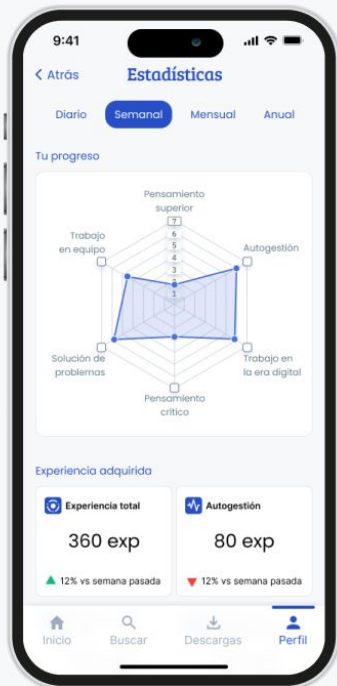 9:41
Atrás
Estadísticas
Diario
Semanal
Mensual
Anual
Tu progreso
Pensamiento
superior
7
6
5
4
3
2
1
Trabajo
en equipo
Autogestión
Solución de
problemas
Trabajo en
la era digital
Pensamiento
crítico
Experiencia adquirida
Experiencia total
360 exp
12% vs semana pasada
Autogestión
80 exp
12% vs semana pasada
Inicio
Buscar
Descargas
Perfil